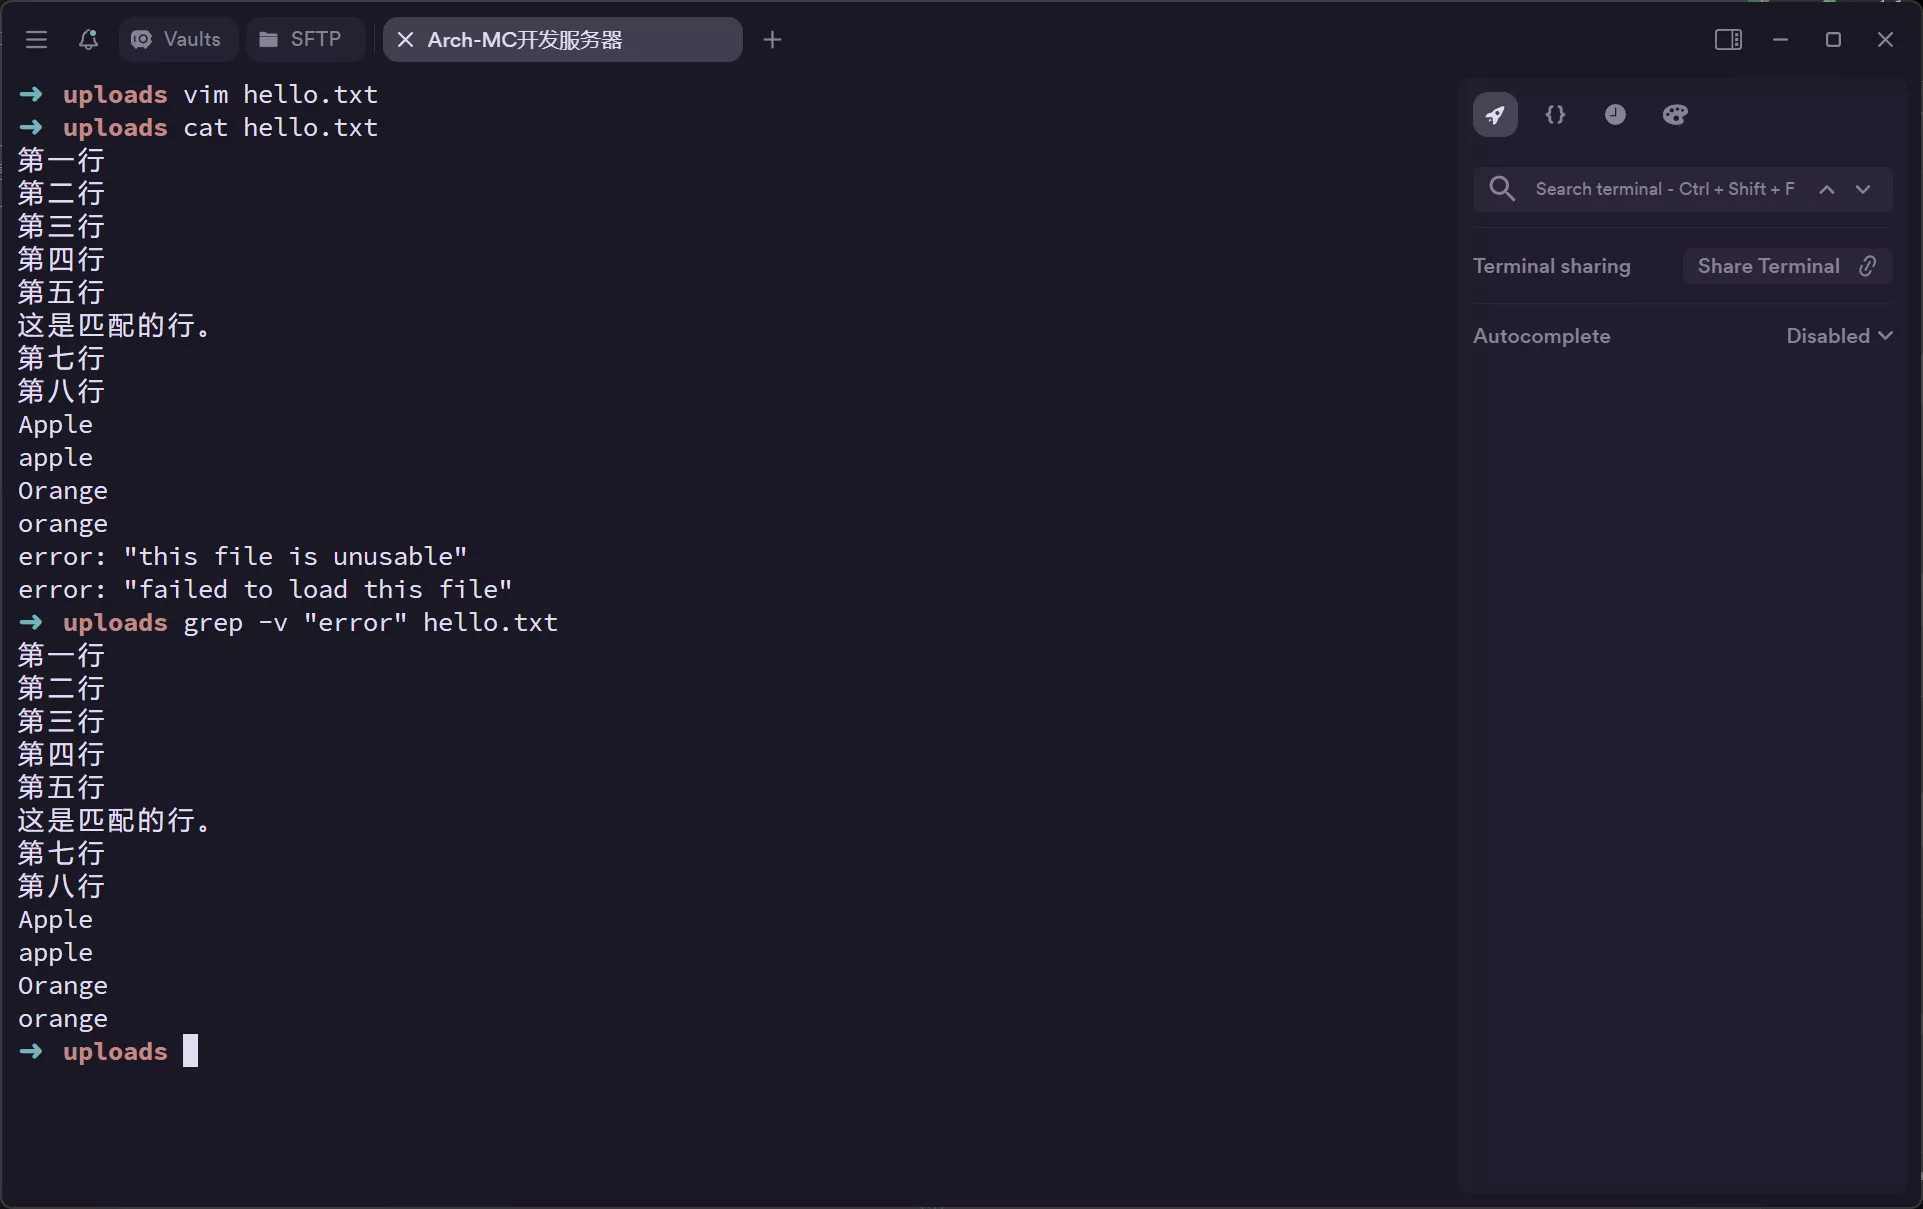 Vaults SFTP Arch-MC开发服务器
➜ uploads vim hello.txt
➜ uploads cat hello.txt
第一行
第二行
第三行
第四行
第五行
这是匹配的行。
第七行
第八行
Apple
apple
Orange
orange
error: "this file is unusable"
error: "failed to load this file"
➜ uploads grep -v "error" hello.txt
第一行
第二行
第三行
第四行
第五行
这是匹配的行。
第七行
第八行
Apple
apple
Orange
orange
➜ uploads
Search terminal - Ctrl + Shift + F
Terminal sharing Share Terminal
Autocomplete Disabled